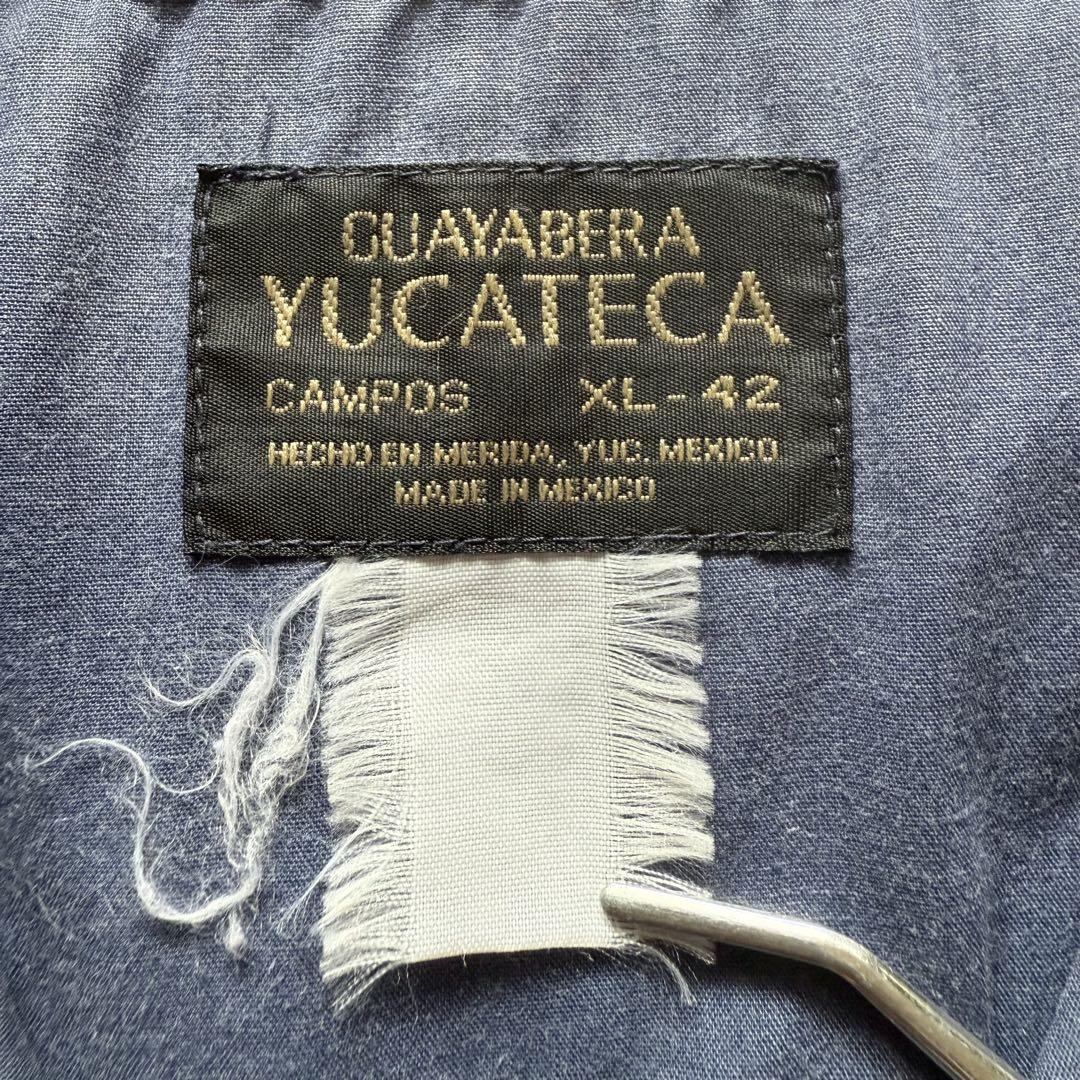 GUAYABERA
YUCATECA
CAMPOS XL-42
HECHO EN MERIDA, YUC. MEXICO
MADE IN MEXICO